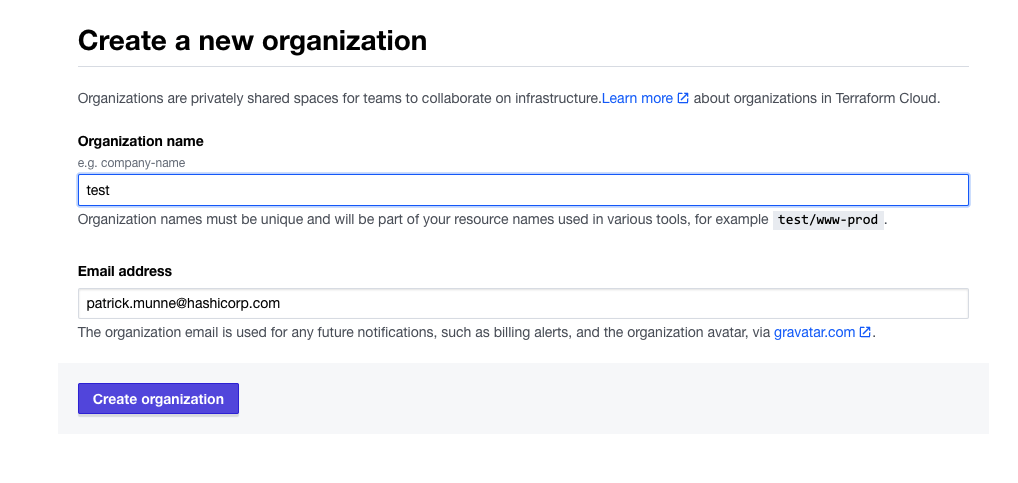 Create a new organization
Organizations are privately shared spaces for teams to collaborate on infrastructure.Learn more about organizations in Terraform Cloud.
Organization name
e.g. company-name
test
Organization names must be unique and will be part of your resource names used in various tools, for example test/www-prod.
Email address
patrick.munne@hashicorp.com
The organization email is used for any future notifications, such as billing alerts, and the organization avatar, via gravatar.com.
Create organization